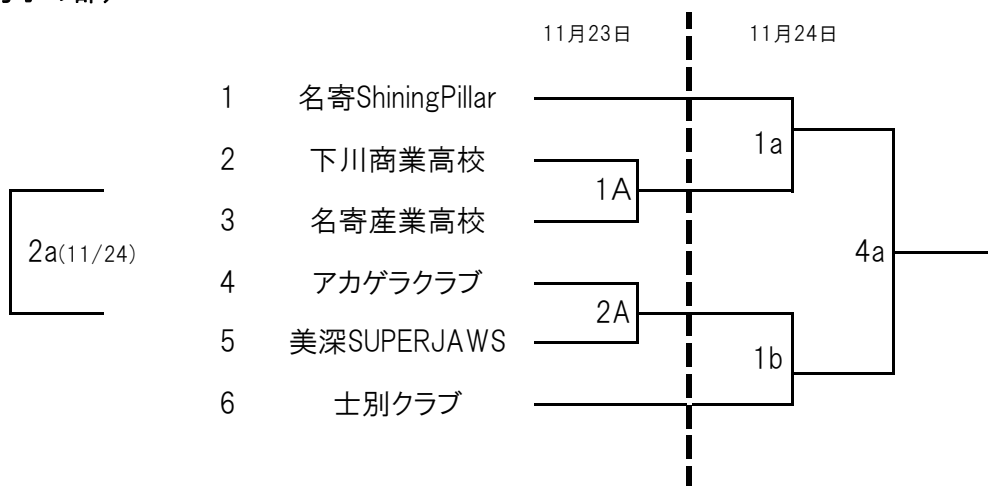 11月23日 11月24日
1 名寄ShiningPillar
1a
2 下川商業高校
1A
3 名寄産業高校
2a(11/24) 4a
4 アカゲラクラブ
2A
5 美深SUPERJAWS
1b
6 士別クラブ